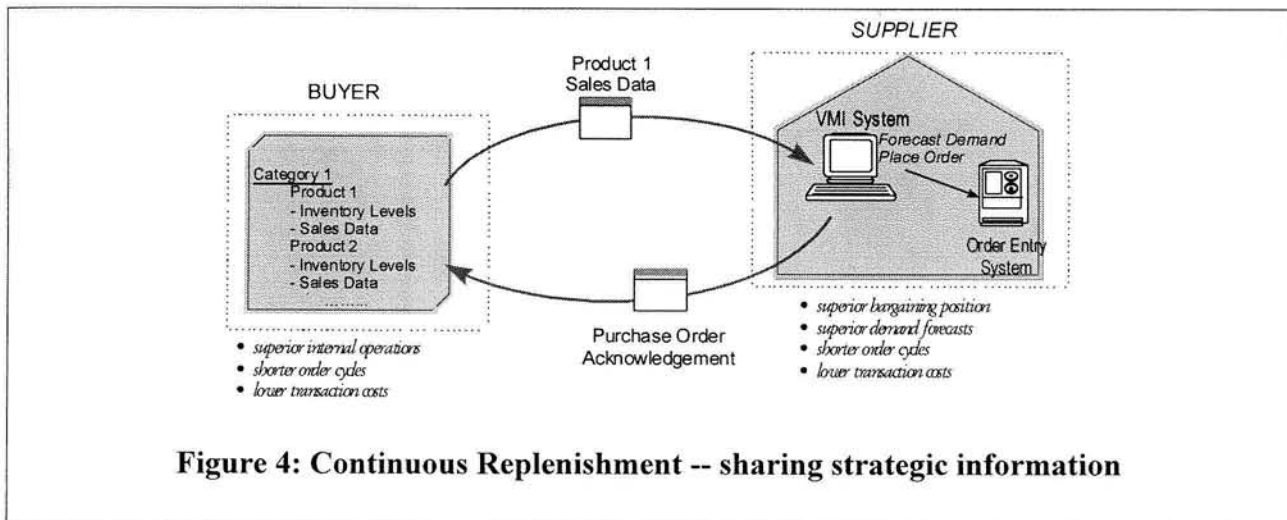 SUPPLIER
Product 1
Sales Data
BUYER
VMI System
Forecast Demand
Place Order
Category 1
Product 1
- Inventory Levels
- Sales Data
Product 2
- Inventory Levels
- Sales Data
..........
Order Entry
System
Purchase Order
Acknowledgement
• superior internal operations
• shorter order cycles
• lower transaction costs
• superior bargaining position
• superior demand forecasts
• shorter order cycles
• lower transaction costs
Figure 4: Continuous Replenishment -- sharing strategic information